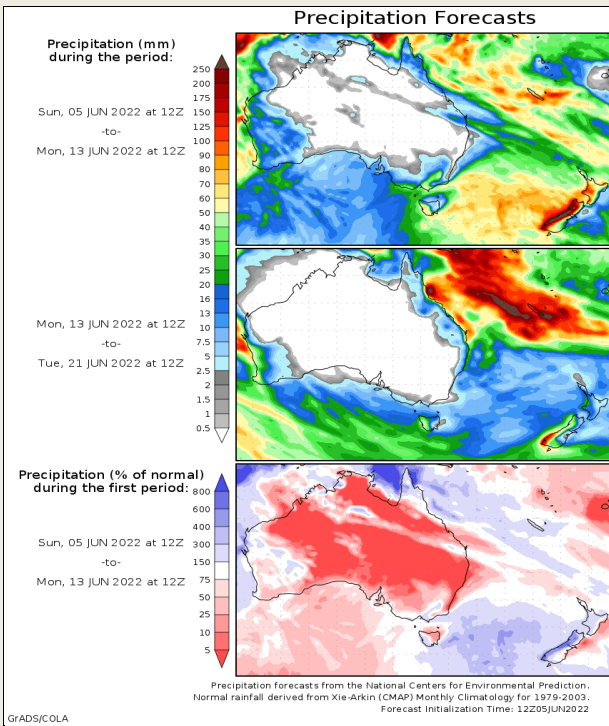 Precipitation Forecasts
Precipitation (mm)
during the period:
Sun, 05 JUN 2022 at 12Z
-to-
Mon, 13 JUN 2022 at 12Z
250
200
175
150
125
100
90
80
70
60
50
40
35
30
25
20
16
13
10
7.5
5
2.5
2
1.5
1
0.5
Mon, 13 JUN 2022 at 12Z
-to-
Tue, 21 JUN 2022 at 12Z
Precipitation (% of normal)
during the first period:
Sun, 05 JUN 2022 at 12Z
-to-
Mon, 13 JUN 2022 at 12Z
800
600
400
300
150
75
50
25
10
5
Precipitation forecasts from the National Centers for Environmental Prediction.
Normal rainfall derived from Xie-Arkin (CMAP) Monthly Climatology for 1979-2003.
Forecast Initialization Time: 12Z05JUN2022
GrADS/COLA